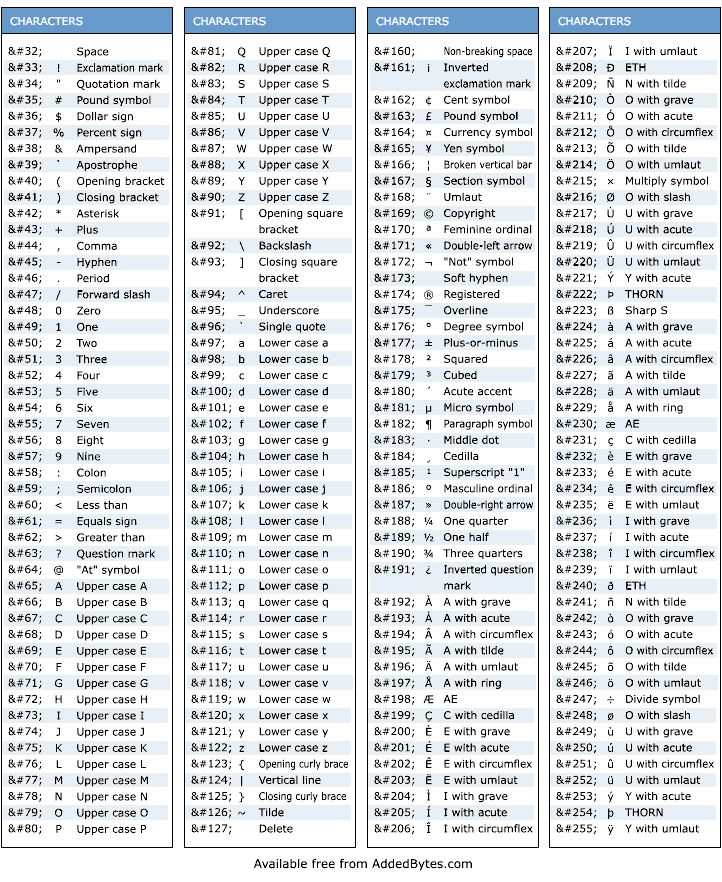 CHARACTERS
&#32; Space
&#33; ! Exclamation mark
&#34; " Quotation mark
&#35; # Pound symbol
&#36; $ Dollar sign
&#37; % Percent sign
&#38; & Ampersand
&#39; ' Apostrophe
&#40; ( Opening bracket
&#41; ) Closing bracket
&#42; * Asterisk
&#43; + Plus
&#44; , Comma
&#45; - Hyphen
&#46; . Period
&#47; / Forward slash
&#48; 0 Zero
&#49; 1 One
&#50; 2 Two
&#51; 3 Three
&#52; 4 Four
&#53; 5 Five
&#54; 6 Six
&#55; 7 Seven
&#56; 8 Eight
&#57; 9 Nine
&#58; : Colon
&#59; ; Semicolon
&#60; < Less than
&#61; = Equals sign
&#62; > Greater than
&#63; ? Question mark
&#64; @ "At" symbol
&#65; A Upper case A
&#66; B Upper case B
&#67; C Upper case C
&#68; D Upper case D
&#69; E Upper case E
&#70; F Upper case F
&#71; G Upper case G
&#72; H Upper case H
&#73; I Upper case I
&#74; J Upper case J
&#75; K Upper case K
&#76; L Upper case L
&#77; M Upper case M
&#78; N Upper case N
&#79; O Upper case O
&#80; P Upper case P
CHARACTERS
&#81; Q Upper case Q
&#82; R Upper case R
&#83; S Upper case S
&#84; T Upper case T
&#85; U Upper case U
&#86; V Upper case V
&#87; W Upper case W
&#88; X Upper case X
&#89; Y Upper case Y
&#90; Z Upper case Z
&#91; [ Opening square
bracket
&#92; \ Backslash
&#93; ] Closing square
bracket
&#94; ^ Caret
&#95; _ Underscore
&#96; ` Single quote
&#97; a Lower case a
&#98; b Lower case b
&#99; c Lower case c
&#100; d Lower case d
&#101; e Lower case e
&#102; f Lower case f
&#103; g Lower case g
&#104; h Lower case h
&#105; i Lower case i
&#106; j Lower case j
&#107; k Lower case k
&#108; l Lower case l
&#109; m Lower case m
&#110; n Lower case n
&#111; o Lower case o
&#112; p Lower case p
&#113; q Lower case q
&#114; r Lower case r
&#115; s Lower case s
&#116; t Lower case t
&#117; u Lower case u
&#118; v Lower case v
&#119; w Lower case w
&#120; x Lower case x
&#121; y Lower case y
&#122; z Lower case z
&#123; { Opening curly brace
&#124; | Vertical line
&#125; } Closing curly brace
&#126; ~ Tilde
&#127; Delete
CHARACTERS
&#160; Non-breaking space
&#161; ¡ Inverted
exclamation mark
&#162; ¢ Cent symbol
&#163; £ Pound symbol
&#164; ¤ Currency symbol
&#165; ¥ Yen symbol
&#166; ¦ Broken vertical bar
&#167; § Section symbol
&#168; ¨ Umlaut
&#169; © Copyright
&#170; ª Feminine ordinal
&#171; « Double-left arrow
&#172; ¬ "Not" symbol
&#173; Soft hyphen
&#174; ® Registered
&#175; ¯ Overline
&#176; ° Degree symbol
&#177; ± Plus-or-minus
&#178; ² Squared
&#179; ³ Cubed
&#180; ´ Acute accent
&#181; µ Micro symbol
&#182; ¶ Paragraph symbol
&#183; · Middle dot
&#184; ¸ Cedilla
&#185; ¹ Superscript "1"
&#186; º Masculine ordinal
&#187; » Double-right arrow
&#188; ¼ One quarter
&#189; ½ One half
&#190; ¾ Three quarters
&#191; ¿ Inverted question
mark
&#192; À A with grave
&#193; Á A with acute
&#194; Â A with circumflex
&#195; Ã A with tilde
&#196; Ä A with umlaut
&#197; Å A with ring
&#198; Æ AE
&#199; Ç C with cedilla
&#200; È E with grave
&#201; É E with acute
&#202; Ê E with circumflex
&#203; Ë E with umlaut
&#204; Ì I with grave
&#205; Í I with acute
&#206; Î I with circumflex
CHARACTERS
&#207; Ï I with umlaut
&#208; Ð ETH
&#209; Ñ N with tilde
&#210; Ò O with grave
&#211; Ó O with acute
&#212; Ô O with circumflex
&#213; Õ O with tilde
&#214; Ö O with umlaut
&#215; × Multiply symbol
&#216; Ø O with slash
&#217; Ù U with grave
&#218; Ú U with acute
&#219; Û U with circumflex
&#220; Ü U with umlaut
&#221; Ý Y with acute
&#222; Þ THORN
&#223; ß Sharp S
&#224; à A with grave
&#225; á A with acute
&#226; â A with circumflex
&#227; ã A with tilde
&#228; ä A with umlaut
&#229; å A with ring
&#230; æ AE
&#231; ç C with cedilla
&#232; è E with grave
&#233; é E with acute
&#234; ê E with circumflex
&#235; ë E with umlaut
&#236; ì I with grave
&#237; í I with acute
&#238; î I with circumflex
&#239; ï I with umlaut
&#240; ð ETH
&#241; ñ N with tilde
&#242; ò O with grave
&#243; ó O with acute
&#244; ô O with circumflex
&#245; õ O with tilde
&#246; ö O with umlaut
&#247; ÷ Divide symbol
&#248; ø O with slash
&#249; ù U with grave
&#250; ú U with acute
&#251; û U with circumflex
&#252; ü U with umlaut
&#253; ý Y with acute
&#254; þ THORN
&#255; ÿ Y with umlaut
Available free from AddedBytes.com